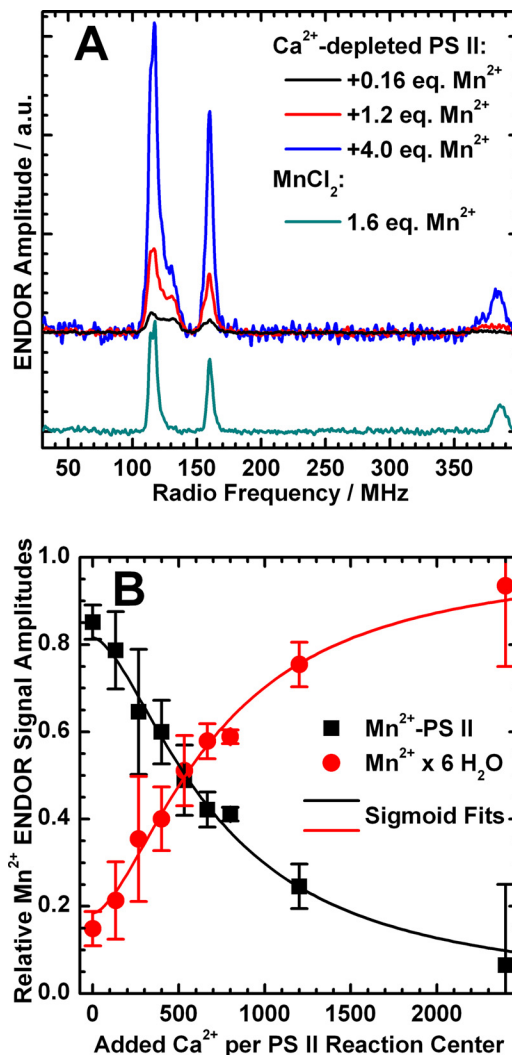 A
Ca²⁺-depleted PS II:
+0.16 eq. Mn²⁺
+1.2 eq. Mn²⁺
+4.0 eq. Mn²⁺
MnCl₂:
1.6 eq. Mn²⁺
ENDOR Amplitude / a.u.
50 100 150 200 250 300 350
Radio Frequency / MHz
B
1.0
0.8
0.6
0.4
0.2
0.0
Relative Mn²⁺ ENDOR Signal Amplitudes
Mn²⁺-PS II
Mn²⁺ x 6 H₂O
Sigmoid Fits
0 500 1000 1500 2000
Added Ca²⁺ per PS II Reaction Center